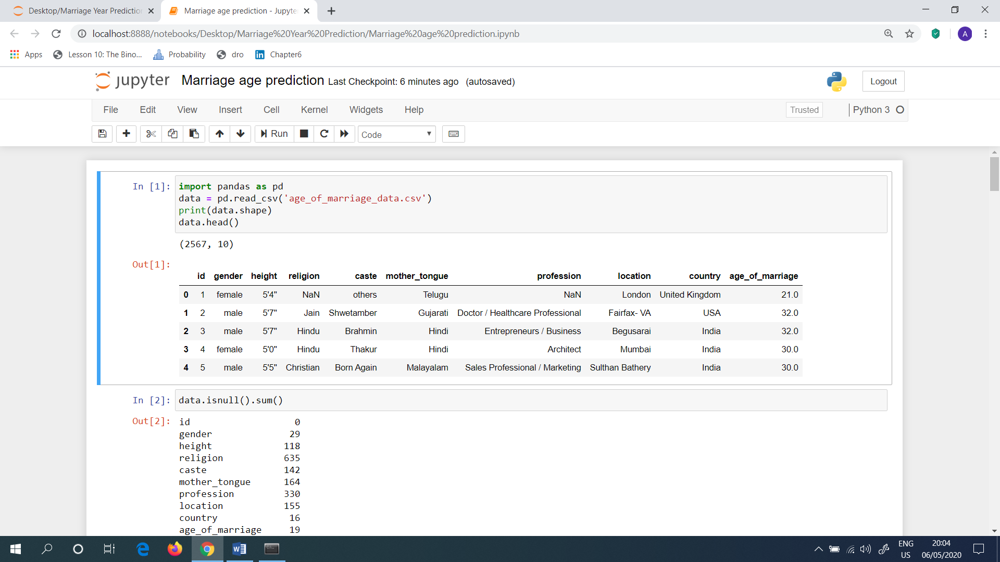 Desktop/Marriage Year Prediction
Marriage age prediction - Jupyte
localhost:8888/notebooks/Desktop/Marriage%20Year%20Prediction/Marriage%20age%20prediction.ipynb
A
Apps
Lesson 10: The Bino...
Probability
dro
in Chapter6
jupyter Marriage age prediction Last Checkpoint: 6 minutes ago (autosaved)
Logout
File Edit View Insert Cell Kernel Widgets Help
Trusted
Python 3
Run
Code
In [1]: import pandas as pd
data = pd.read_csv('age_of_marriage_data.csv')
print(data.shape)
data.head()
(2567, 10)
Out[1]:
id gender height religion caste mother_tongue profession location country age_of_marriage
0 1 female 5'4" NaN others Telugu NaN London United Kingdom 21.0
1 2 male 5'7" Jain Shwetamber Gujarati Doctor / Healthcare Professional Fairfax- VA USA 32.0
2 3 male 5'7" Hindu Brahmin Hindi Entrepreneurs / Business Begusarai India 32.0
3 4 female 5'0" Hindu Thakur Hindi Architect Mumbai India 30.0
4 5 male 5'5" Christian Born Again Malayalam Sales Professional / Marketing Sulthan Bathery India 30.0
In [2]: data.isnull().sum()
Out[2]: id 0
gender 29
height 118
religion 635
caste 142
mother_tongue 164
profession 330
location 155
country 16
age_of_marriage 19
ENG
US
20:04
06/05/2020